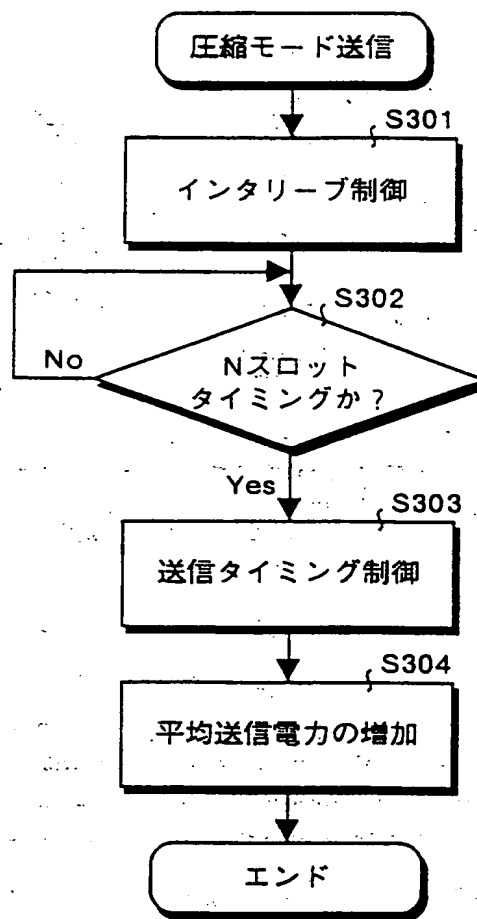 圧縮モード送信
S301
インタリーブ制御
S302
Nスロット
タイミングか?
No
Yes
S303
送信タイミング制御
S304
平均送信電力の増加
エンド